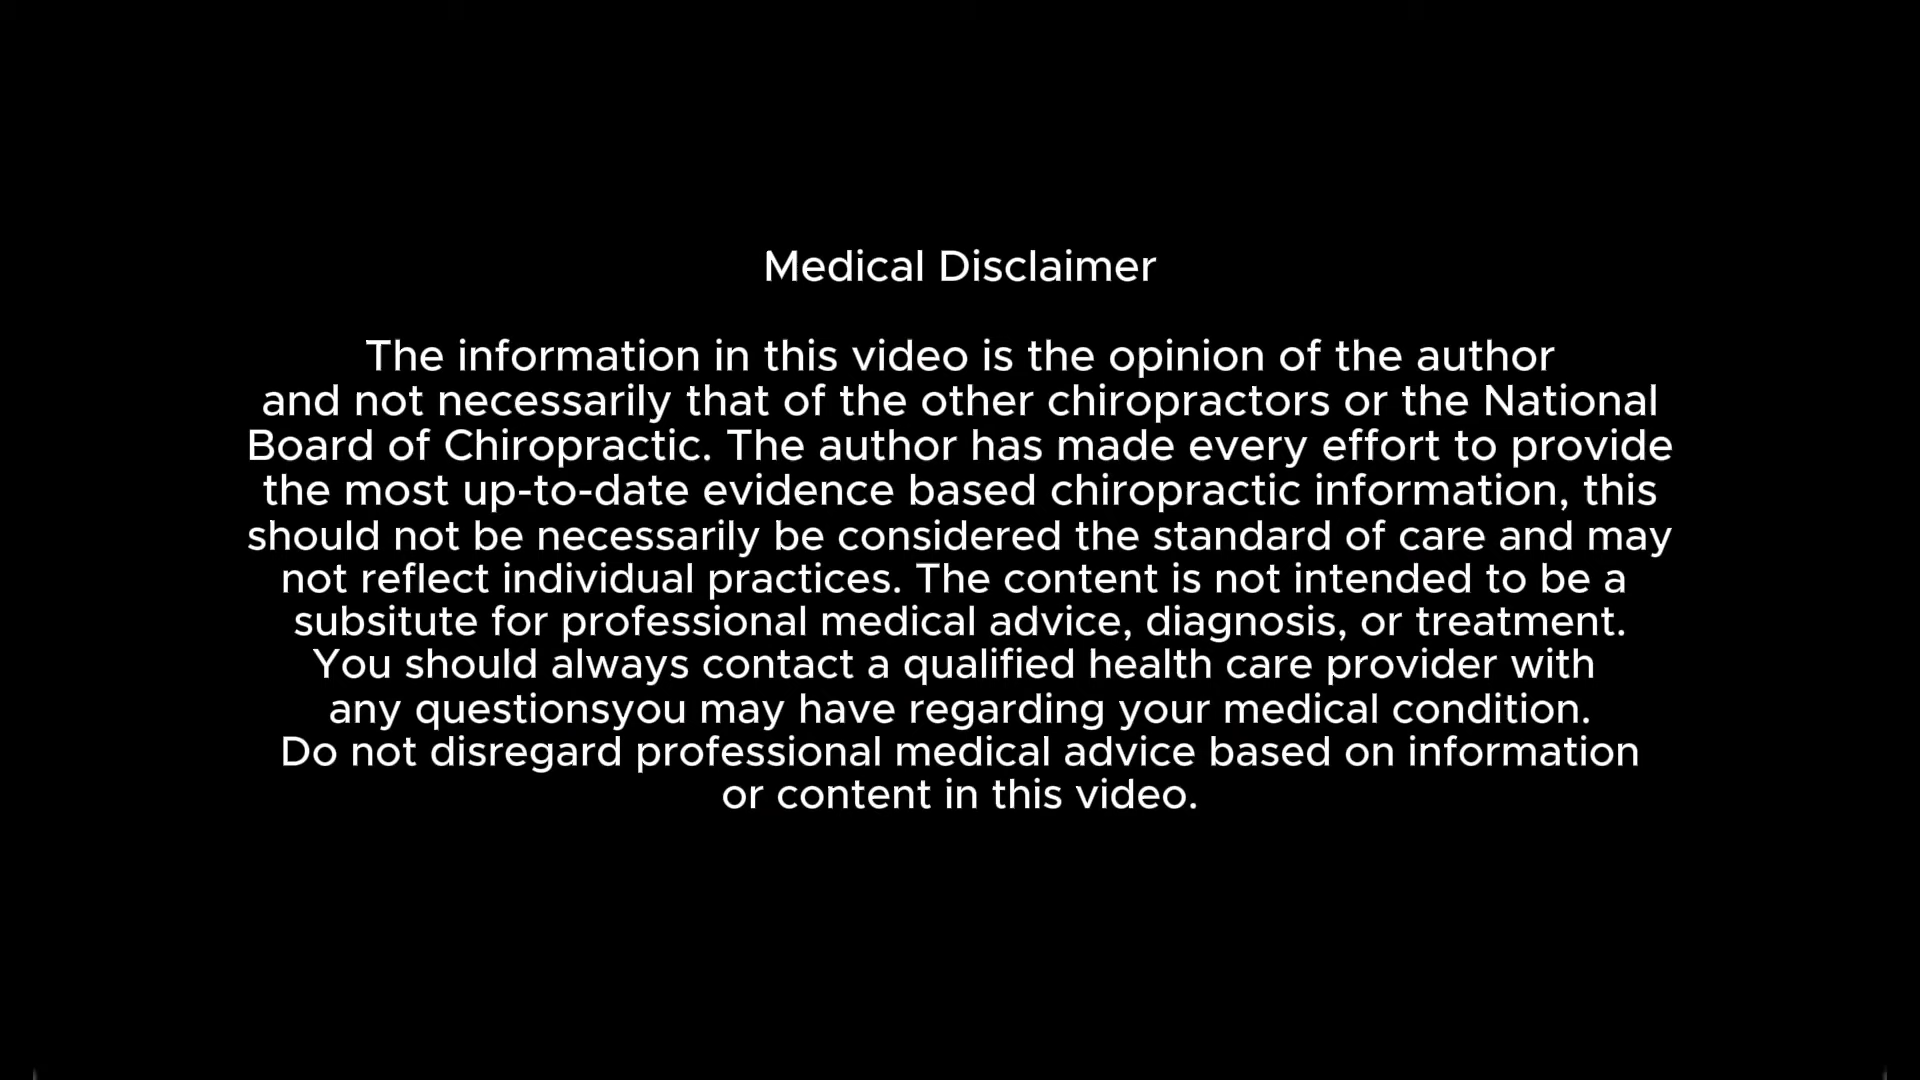 Medical Disclaimer
The information in this video is the opinion of the author
and not necessarily that of the other chiropractors or the National
Board of Chiropractic. The author has made every effort to provide
the most up-to-date evidence based chiropractic information, this
should not be necessarily be considered the standard of care and may
not reflect individual practices. The content is not intended to be a
subsitute for professional medical advice, diagnosis, or treatment.
You should always contact a qualified health care provider with
any questionsyou may have regarding your medical condition.
Do not disregard professional medical advice based on information
or content in this video.